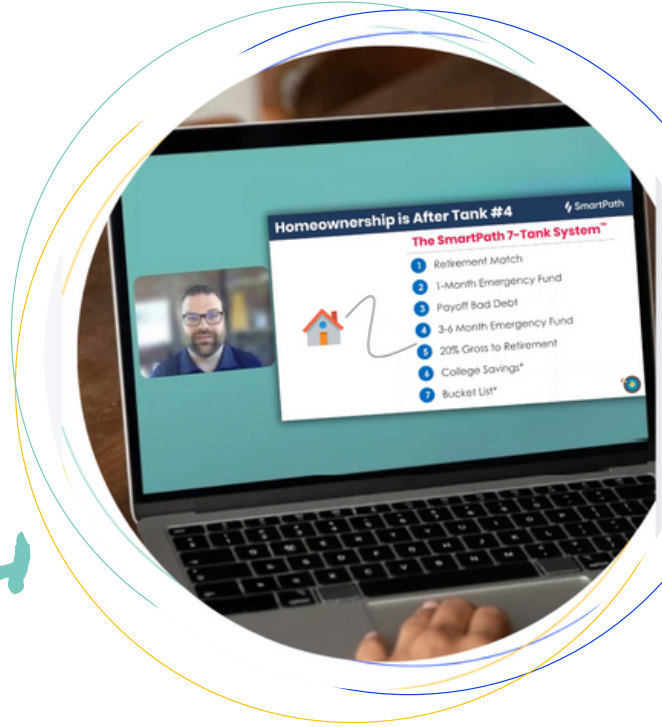 Homeownership is After Tank #4
SmartPath
The SmartPath 7-Tank System™
1 Retirement Match
2 1-Month Emergency Fund
3 Payoff Bad Debt
4 3-6 Month Emergency Fund
5 20% Gross to Retirement
6 College Savings*
7 Bucket List*